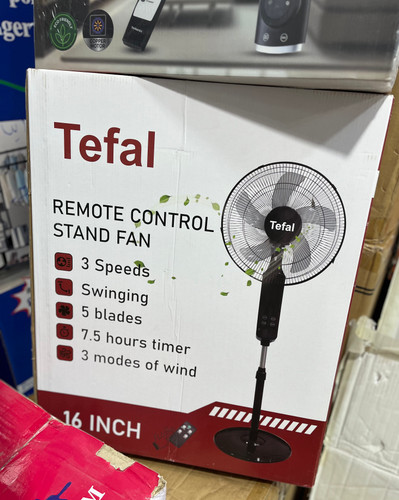 Tefal
REMOTE CONTROL
STAND FAN
Tefal
3 Speeds
Swinging
5 blades
7.5 hours timer
3 modes of wind
16 INCH